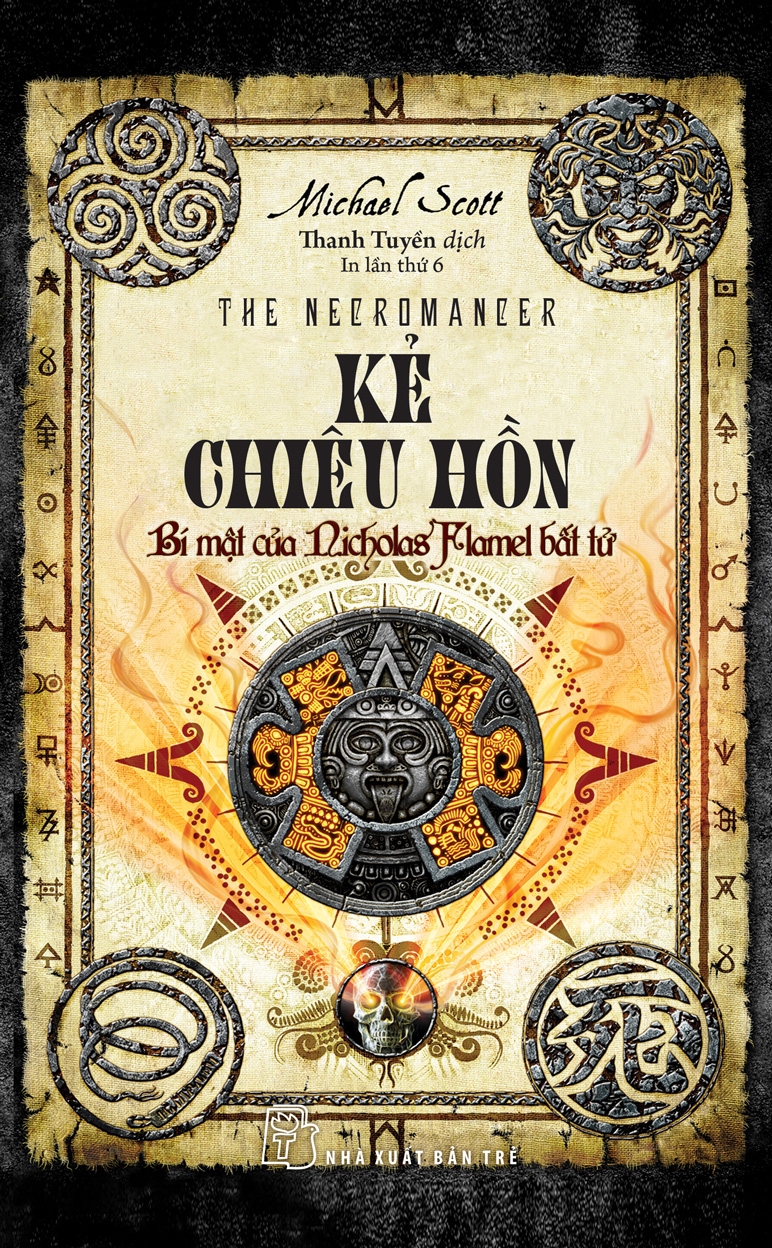 Michael Scott
Thanh Tuyền dịch
In lần thứ 6
THE NECROMANCER
KẺ
CHIÊU HỒN
Bí mật của Nicholas Flamel bất tử
NHÀ XUẤT BẢN TRẺ